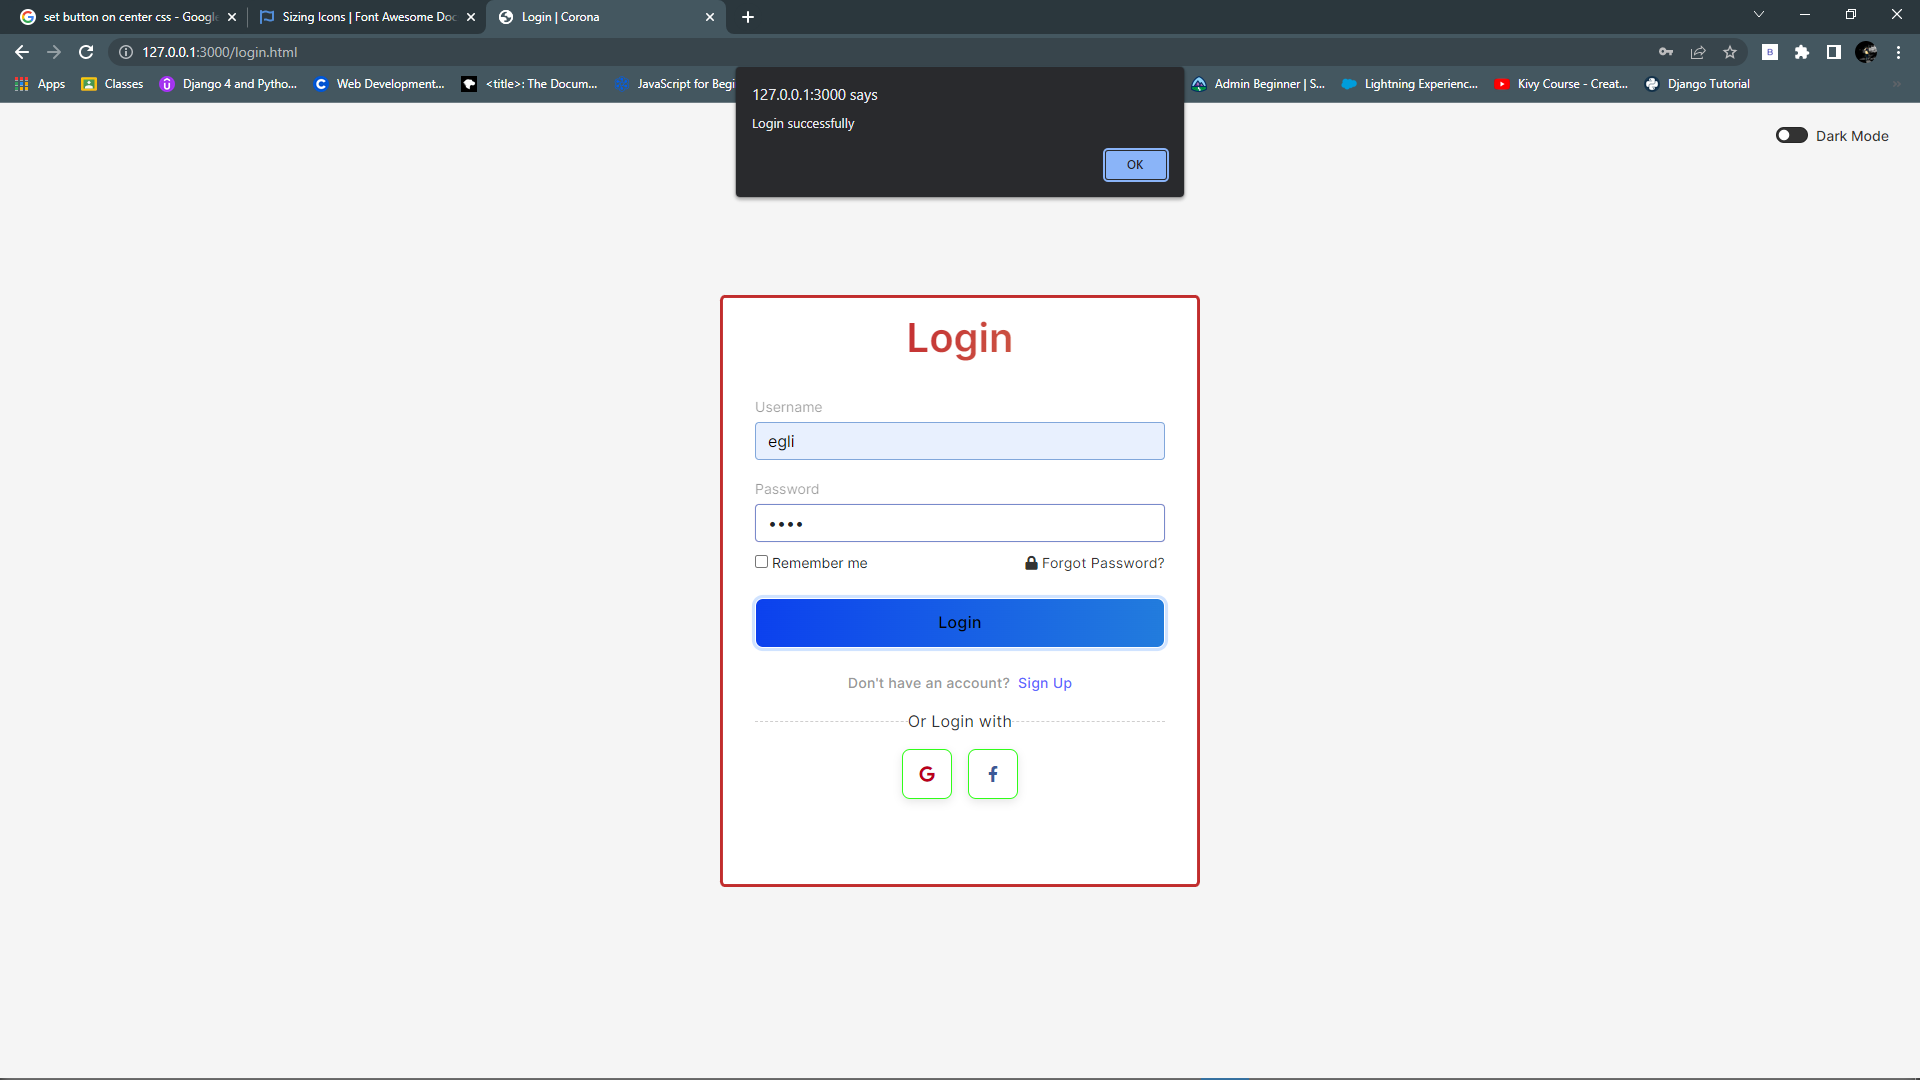 set button on center css - Google
Sizing Icons | Font Awesome Doc
Login | Corona
127.0.0.1:3000/login.html
B
Apps
Classes
Django 4 and Pytho...
Web Development...
<title>: The Docum...
JavaScript for Begi
Admin Beginner | S...
Lightning Experienc...
Kivy Course - Creat...
Django Tutorial
127.0.0.1:3000 says
Login successfully
OK
Dark Mode
Login
Username
egli
Password
••••
Remember me
Forgot Password?
Login
Don't have an account? Sign Up
Or Login with